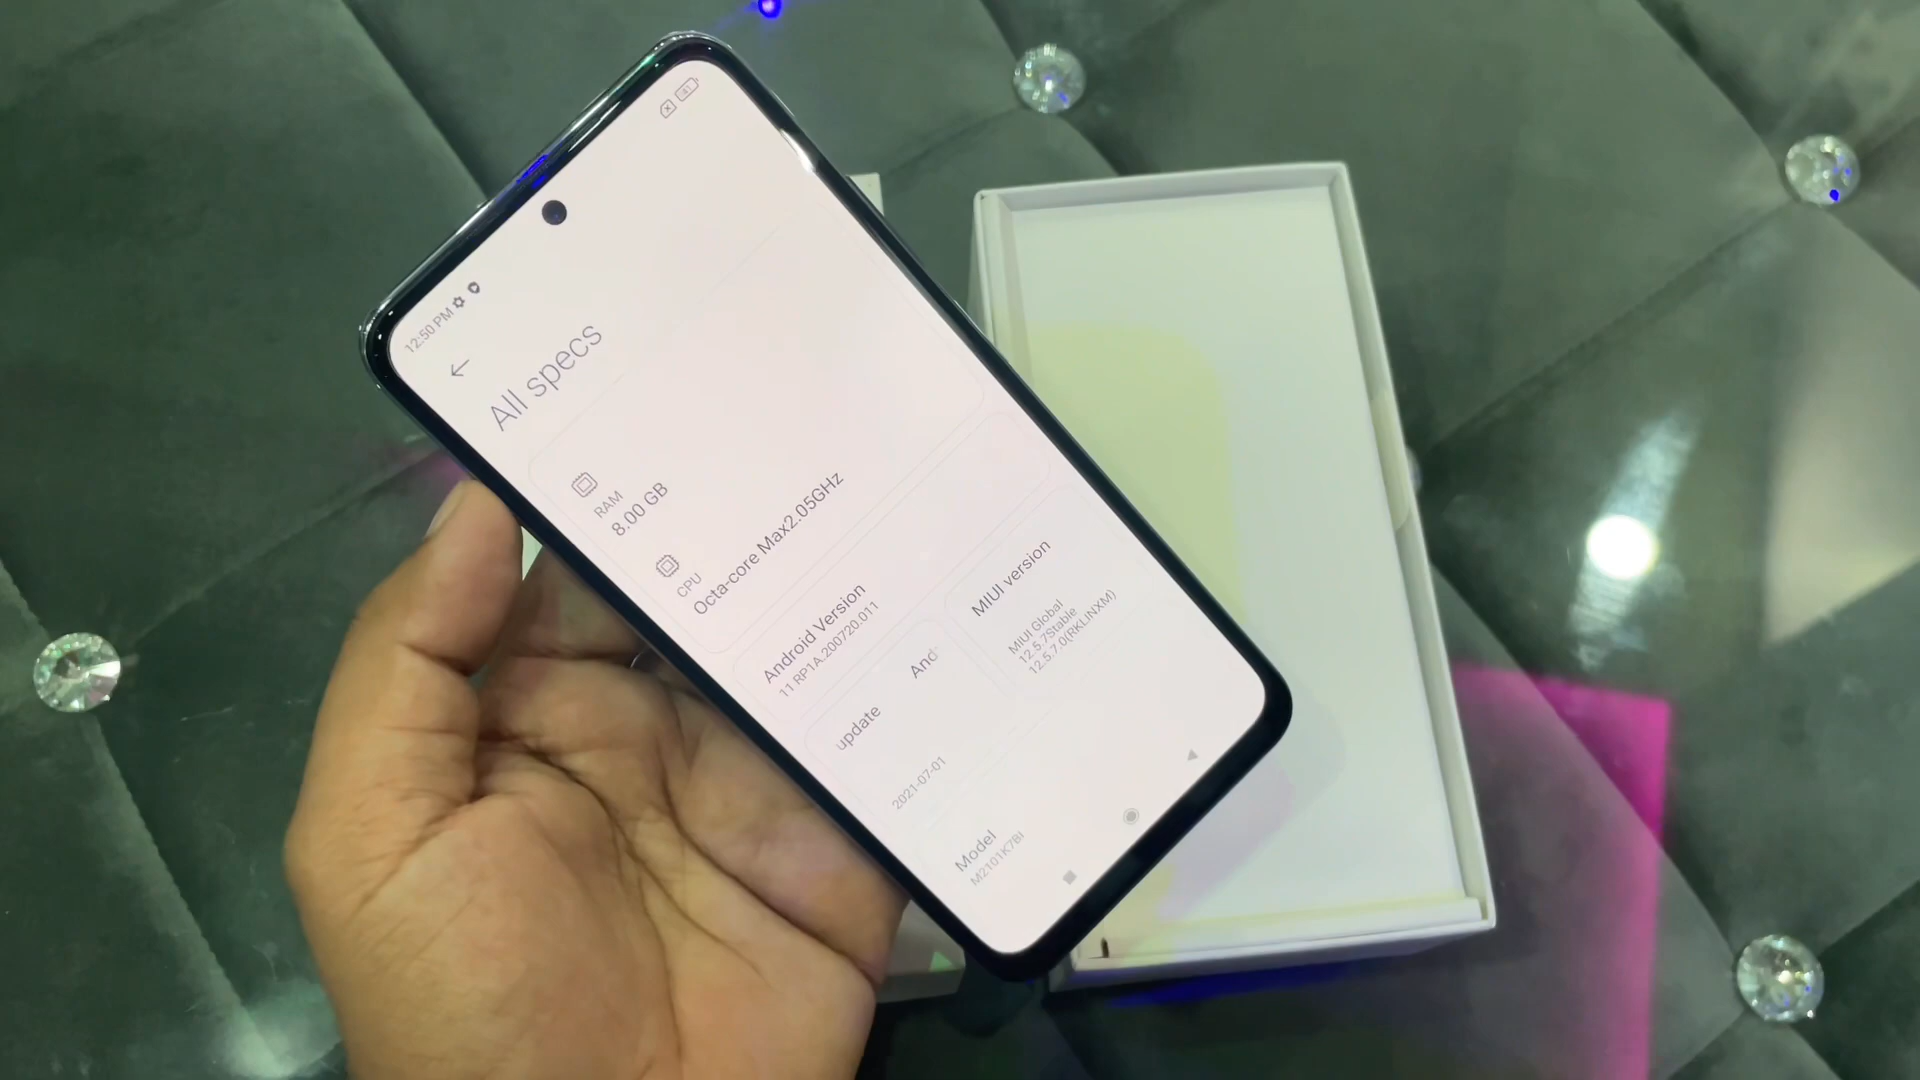 12:50 PM
All specs
RAM
8.00 GB
CPU
Octa-core Max2.05GHz
Android Version
11 RP1A.200720.011
And
update
2021-07-01
MIUI version
MIUI Global
12.5.7Stable
12.5.7.0(RKLINXM)
Model
M2101K7BI